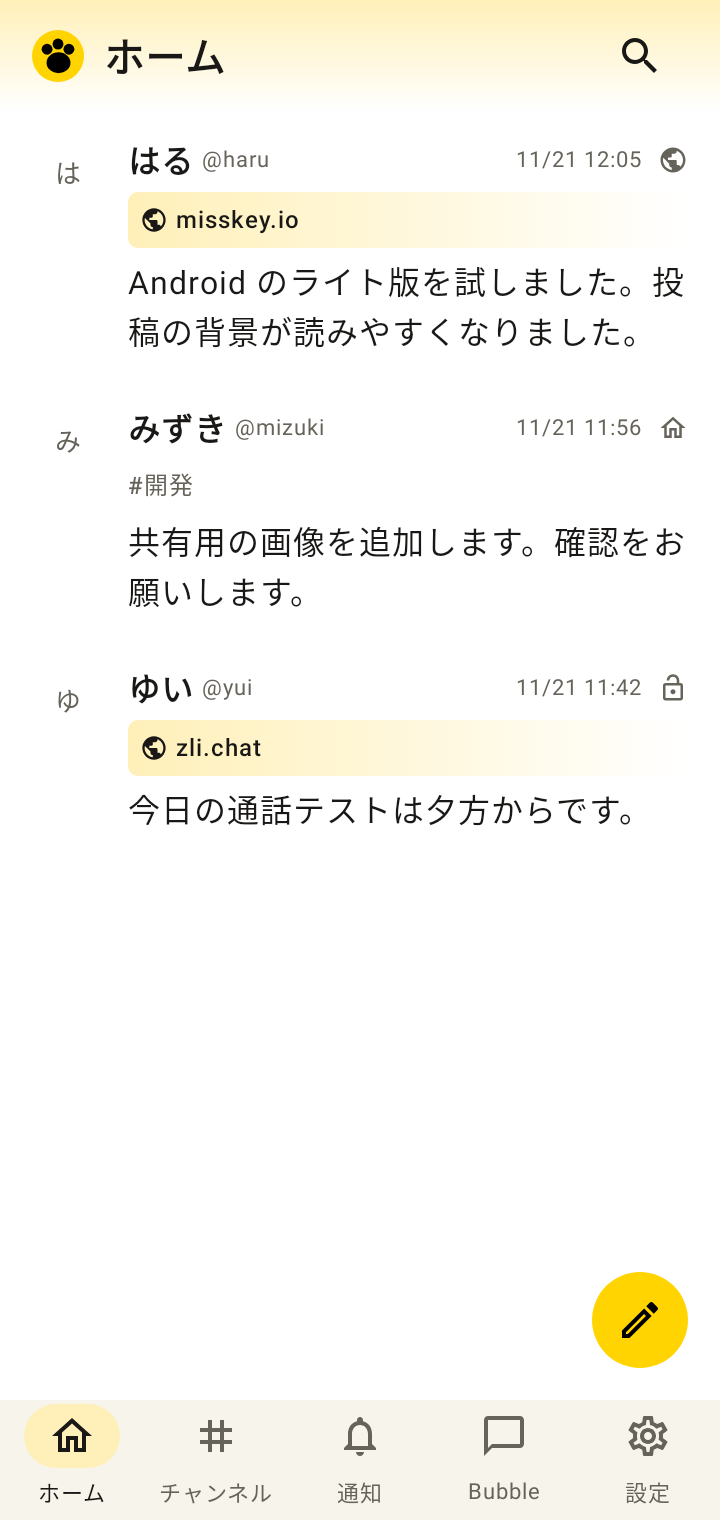 ホーム
は
はる @haru 11/21 12:05
misskey.io
Android のライト版を試しました。投
稿の背景が読みやすくなりました。
み
みずき @mizuki 11/21 11:56
#開発
共有用の画像を追加します。確認をお
願いします。
ゆ
ゆい @yui 11/21 11:42
zli.chat
今日の通話テストは夕方からです。
ホーム チャンネル 通知 Bubble 設定